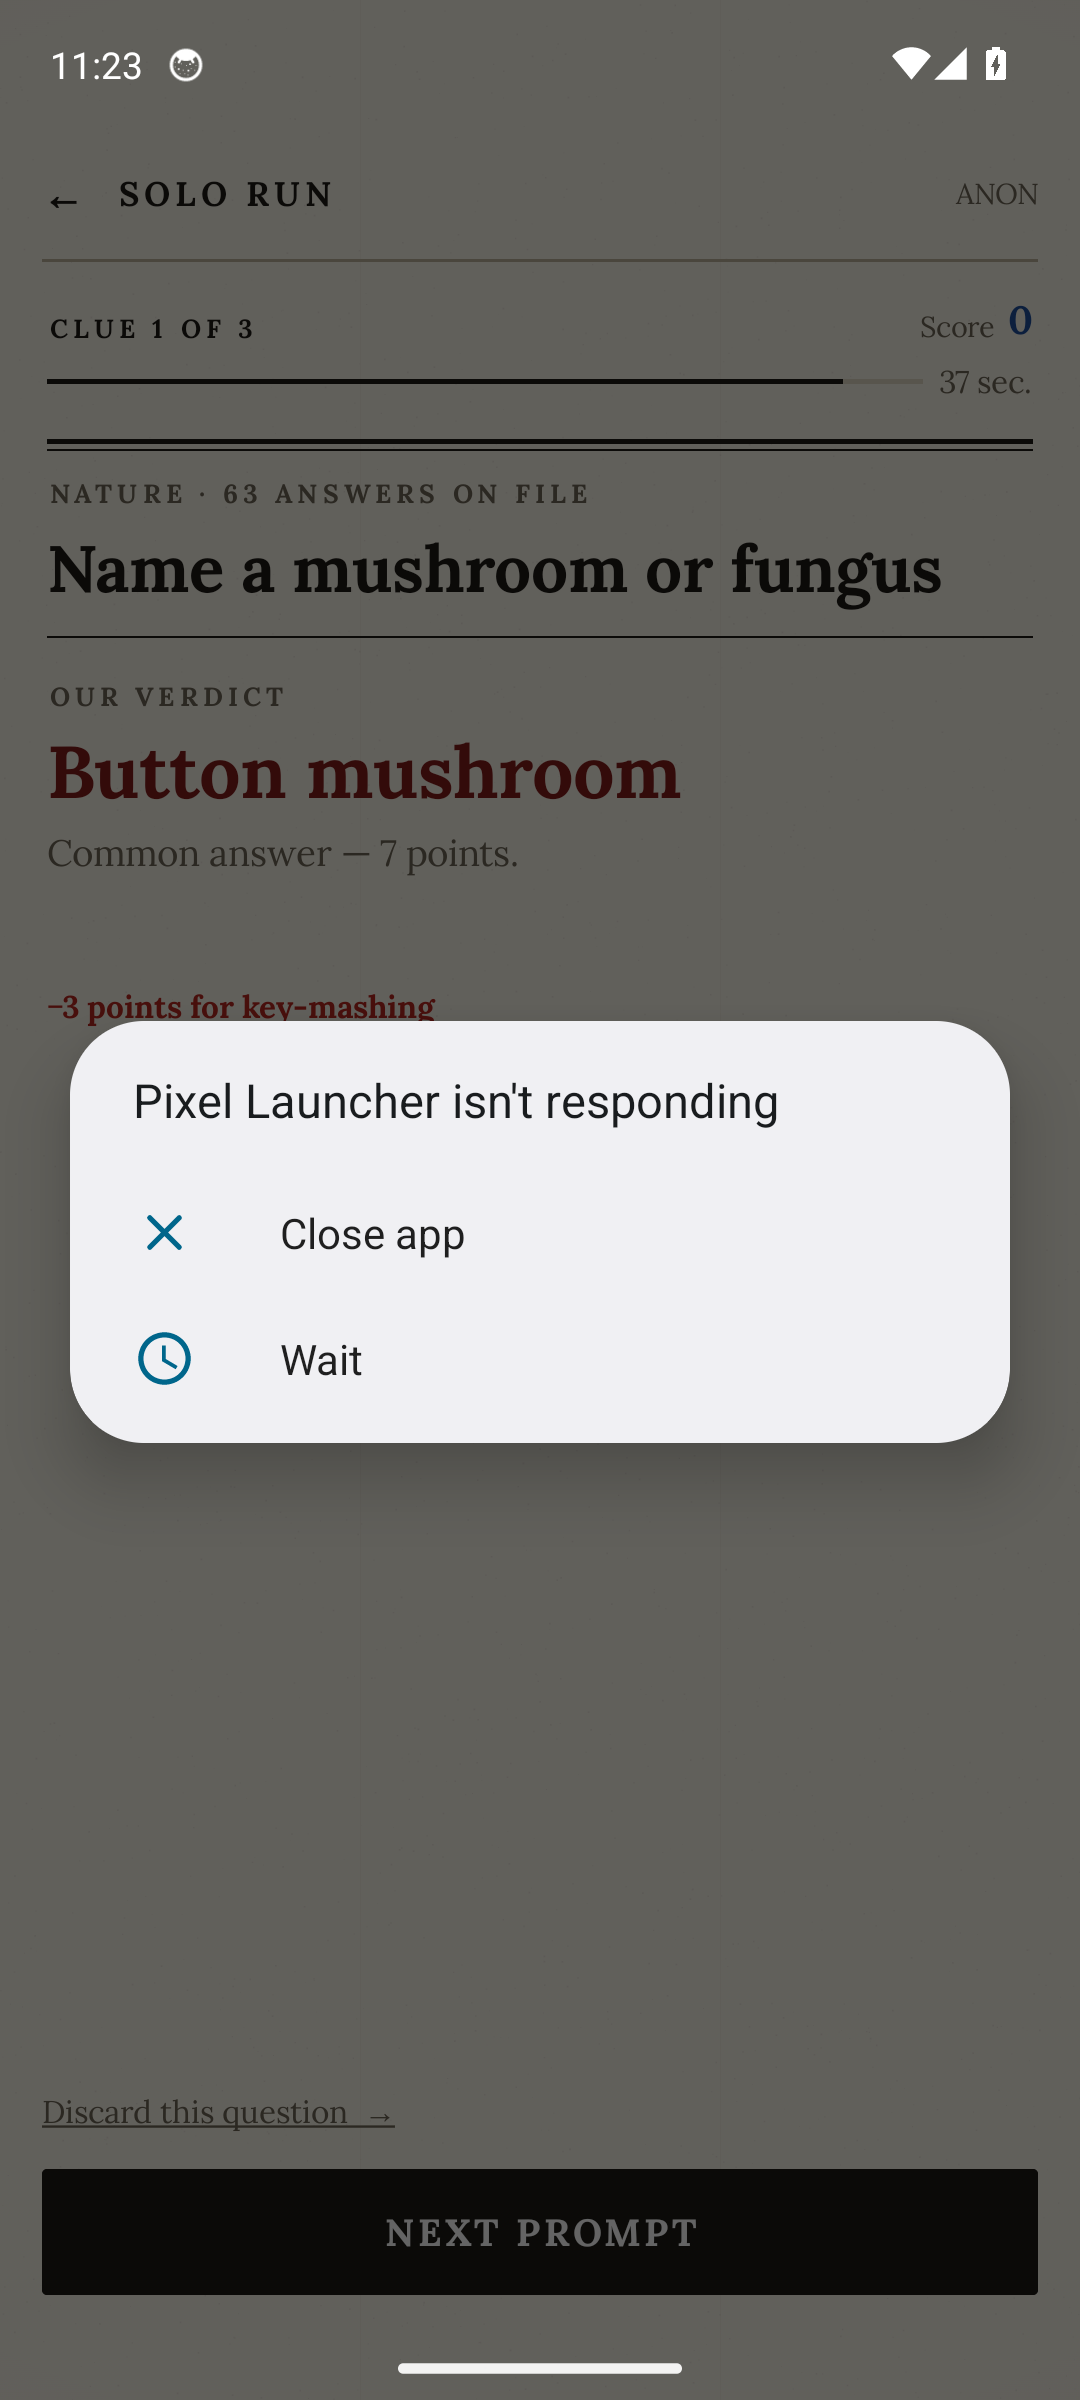 11:23
← SOLO RUN ANON
CLUE 1 OF 3 Score 0
37 sec.
NATURE · 63 ANSWERS ON FILE
Name a mushroom or fungus
OUR VERDICT
Button mushroom
Common answer — 7 points.
−3 points for key-mashing
Pixel Launcher isn't responding
Close app
Wait
Discard this question →
NEXT PROMPT